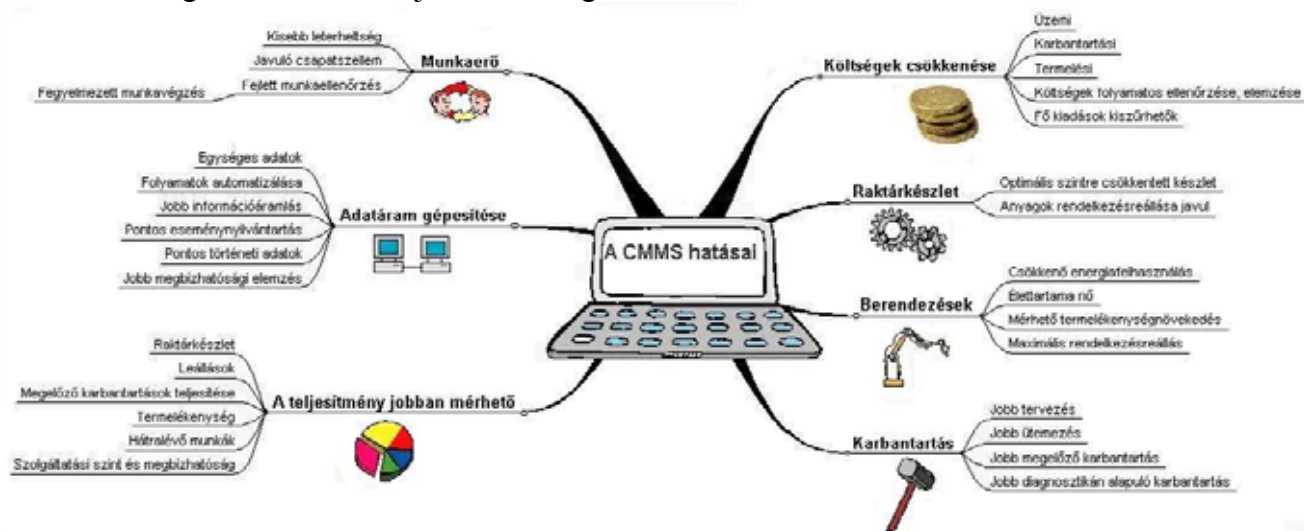 Munkaerő
Kisebb leterheltség
Javuló csapatszellem
Fejlett munkaellenőrzés
Fegyelmezett munkavégzés
Adatáram gépesítése
Egységes adatok
Folyamatok automatizálása
Jobb információáramlás
Pontos eseménynyilvántartás
Pontos történeti adatok
Jobb megbízhatósági elemzés
A teljesítmény jobban mérhető
Raktárkészlet
Leállások
Megelőző karbantartások teljesítése
Termelékenység
Hátralévő munkák
Szolgáltatási szint és megbízhatóság
A CMMS hatásai
Költségek csökkenése
Üzemi
Karbantartási
Termelési
Költségek folyamatos ellenőrzése, elemzése
Fő kiadások kiszűrhetők
Raktárkészlet
Optimális szintre csökkentett készlet
Anyagok rendelkezésreállása javul
Berendezések
Csökkenő energiafelhasználás
Élettartama nő
Mérhető termelékenységnövekedés
Maximális rendelkezésreállás
Karbantartás
Jobb tervezés
Jobb ütemezés
Jobb megelőző karbantartás
Jobb diagnosztikán alapuló karbantartás